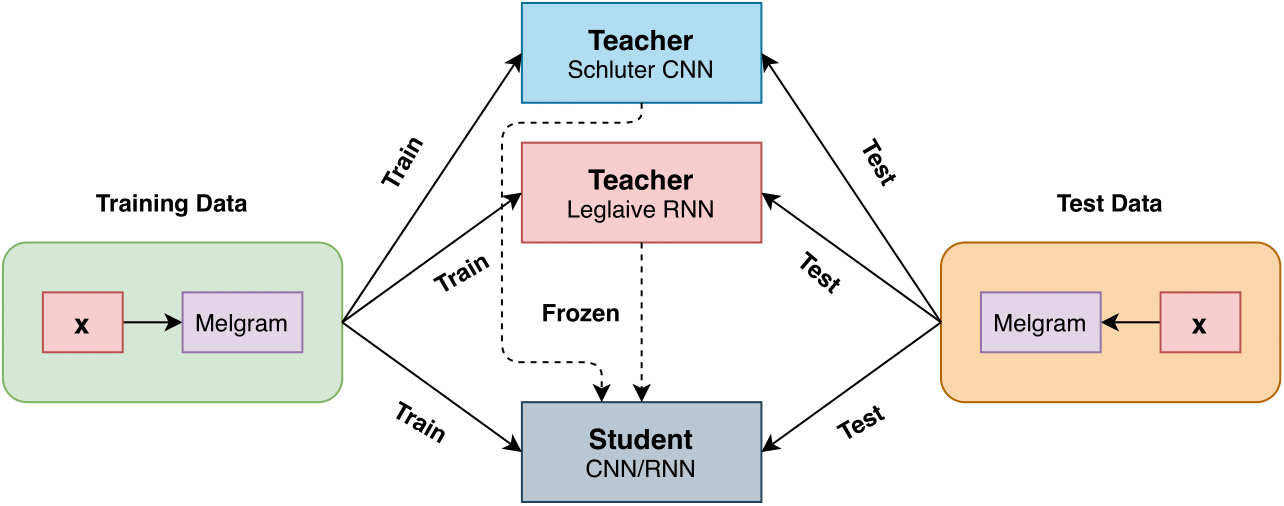 Teacher
Schluter CNN
Train
Test
Teacher
Leglaive RNN
Training Data
Test Data
Train
Test
x
Melgram
Frozen
Melgram
x
Train
Test
Student
CNN/RNN